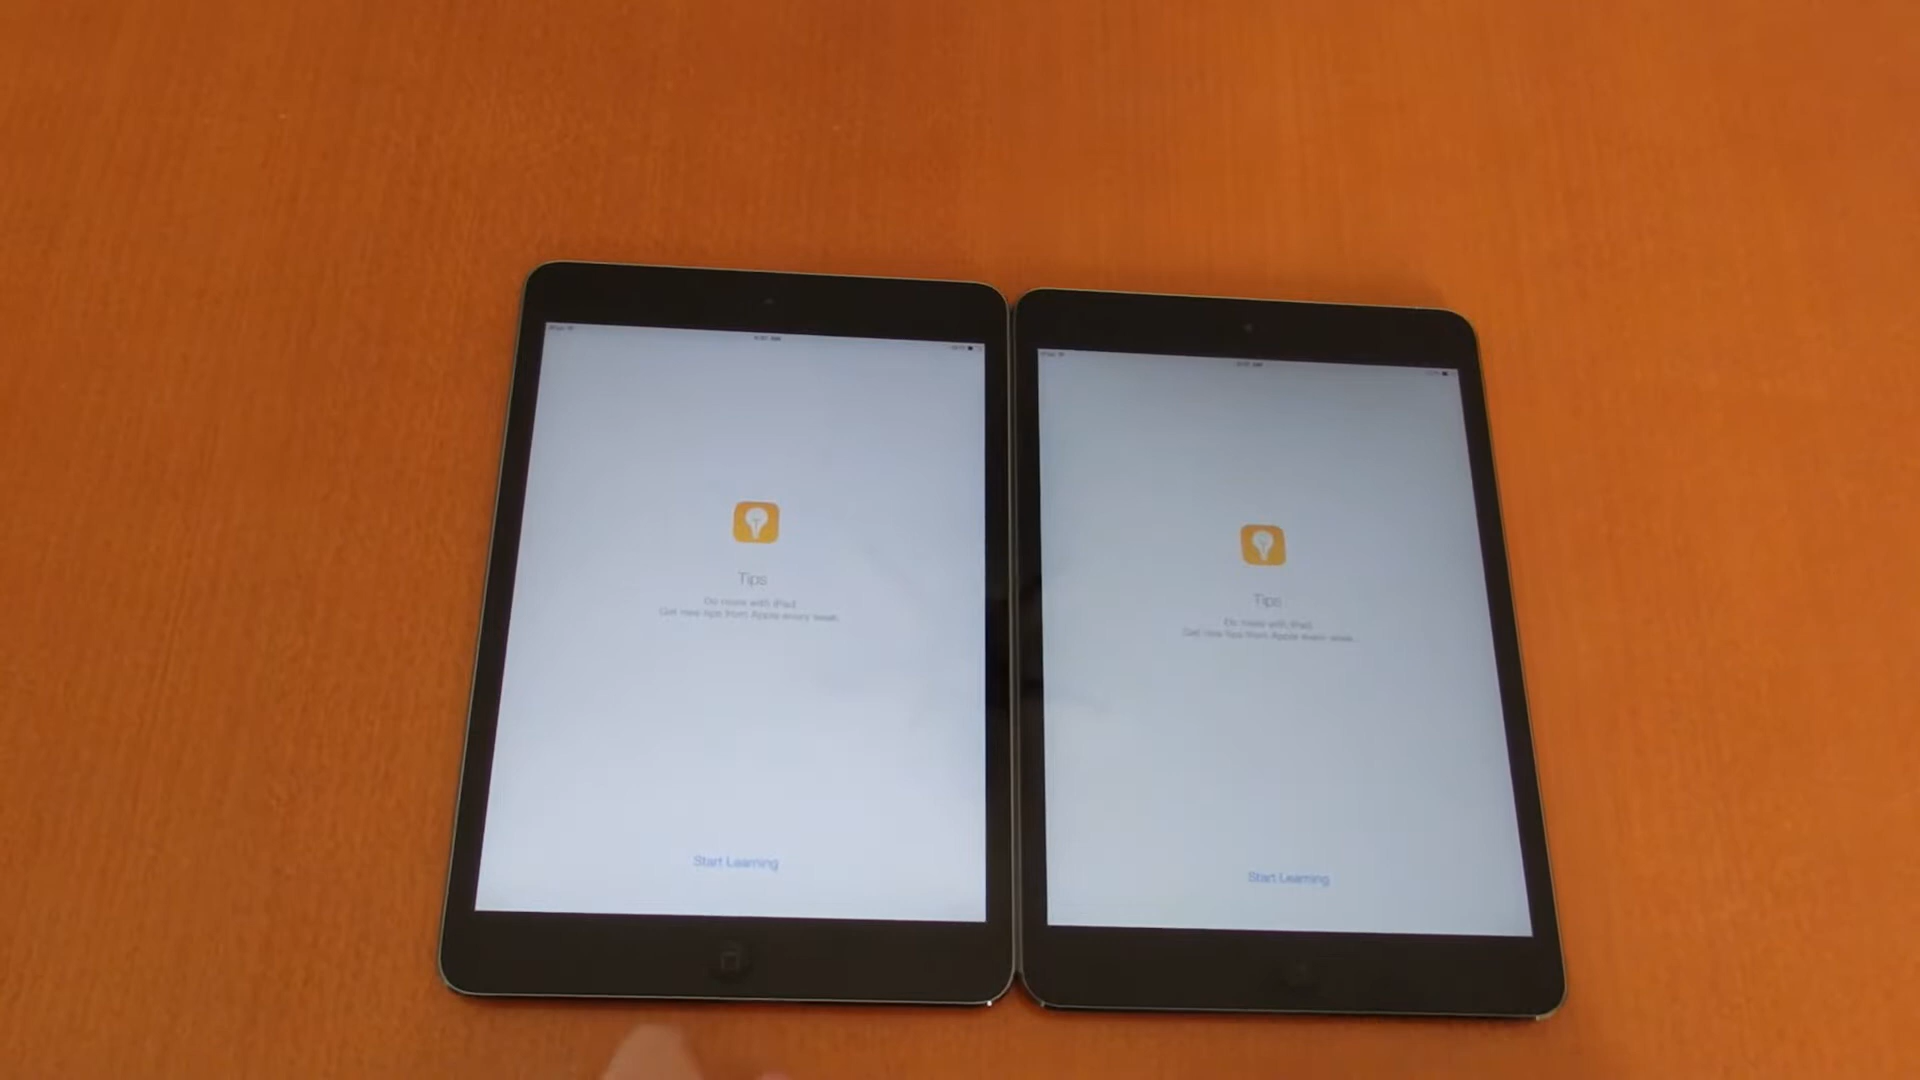 Tips
Do more with iPad.
Get new tips from Apple every week.
Start Learning
Tips
Do more with iPad.
Get new tips from Apple every week.
Start Learning